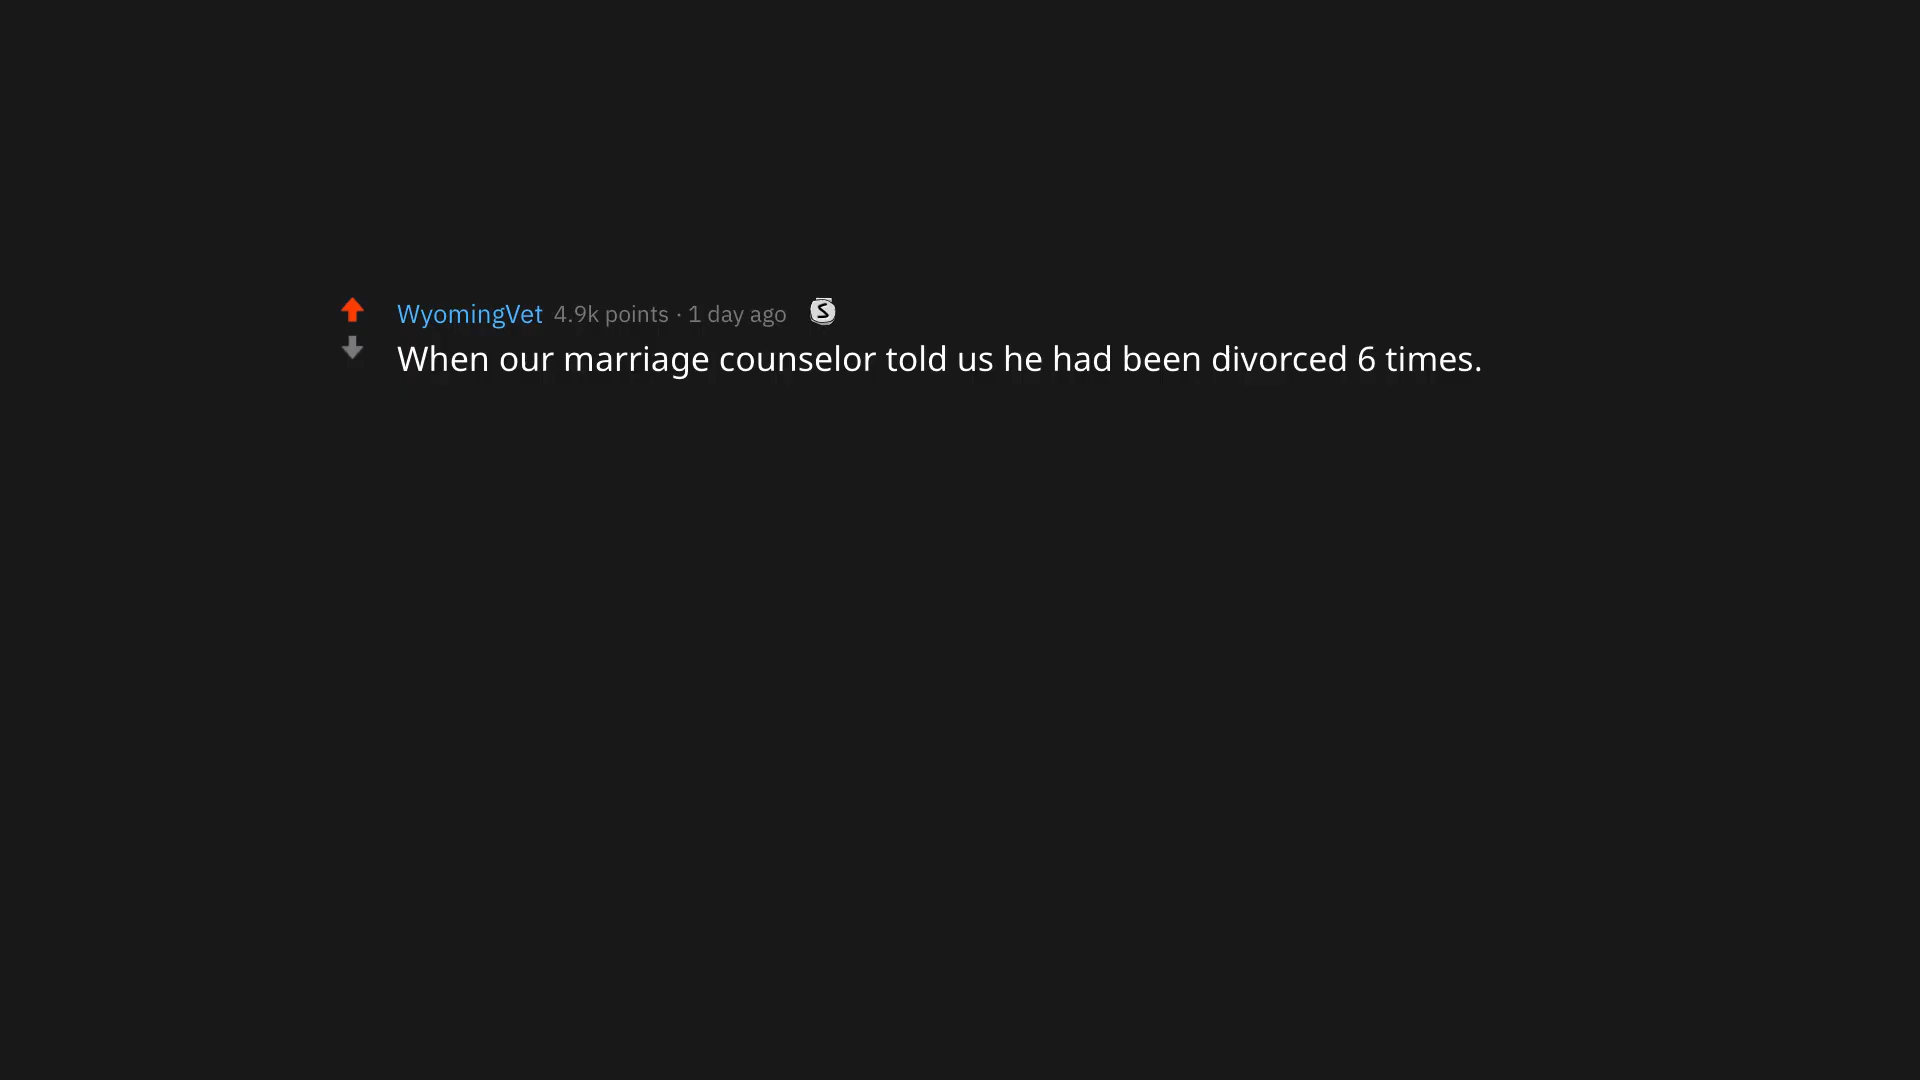 WyomingVet 4.9k points · 1 day ago S
When our marriage counselor told us he had been divorced 6 times.